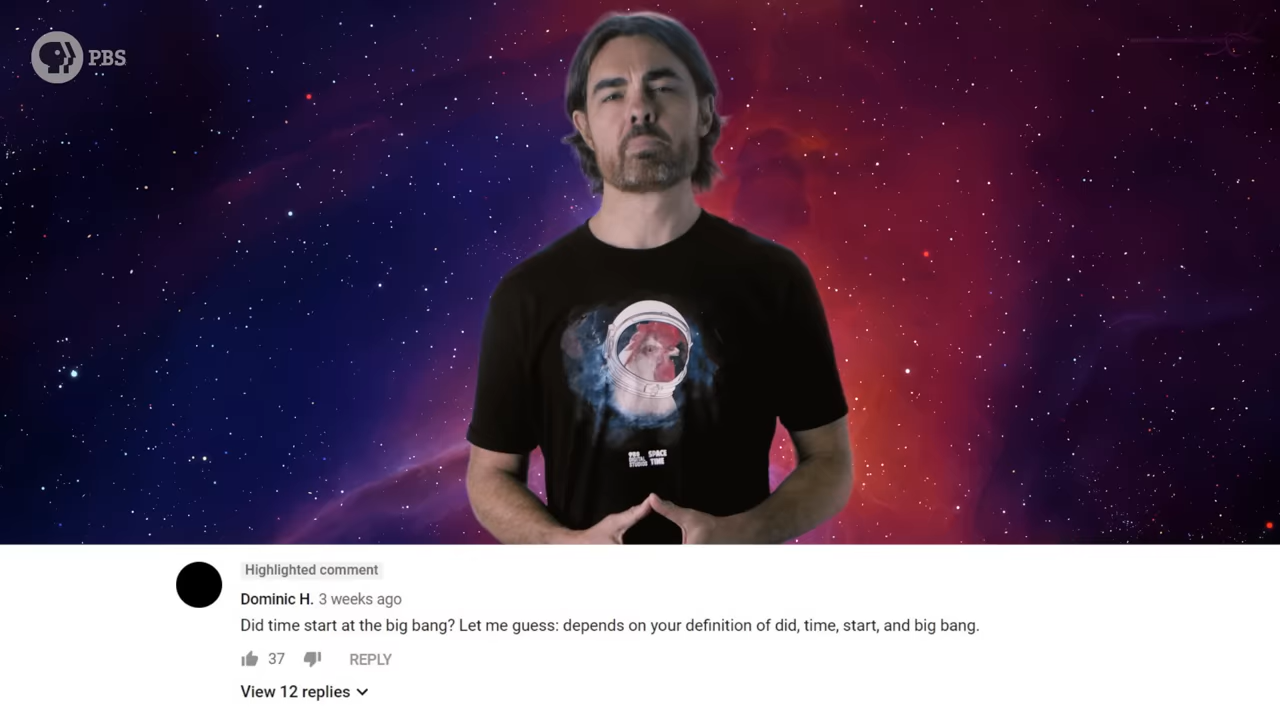 PBS
PBS SPACE
DIGITAL TIME
STUDIOS
Highlighted comment
Dominic H. 3 weeks ago
Did time start at the big bang? Let me guess: depends on your definition of did, time, start, and big bang.
37 REPLY
View 12 replies